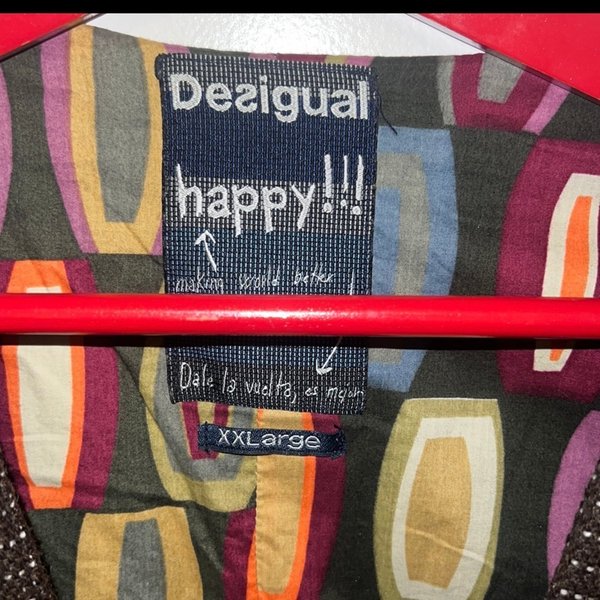 Desigual
happy!!!
making world better
Dale la vuelta, es mejor
XXLarge